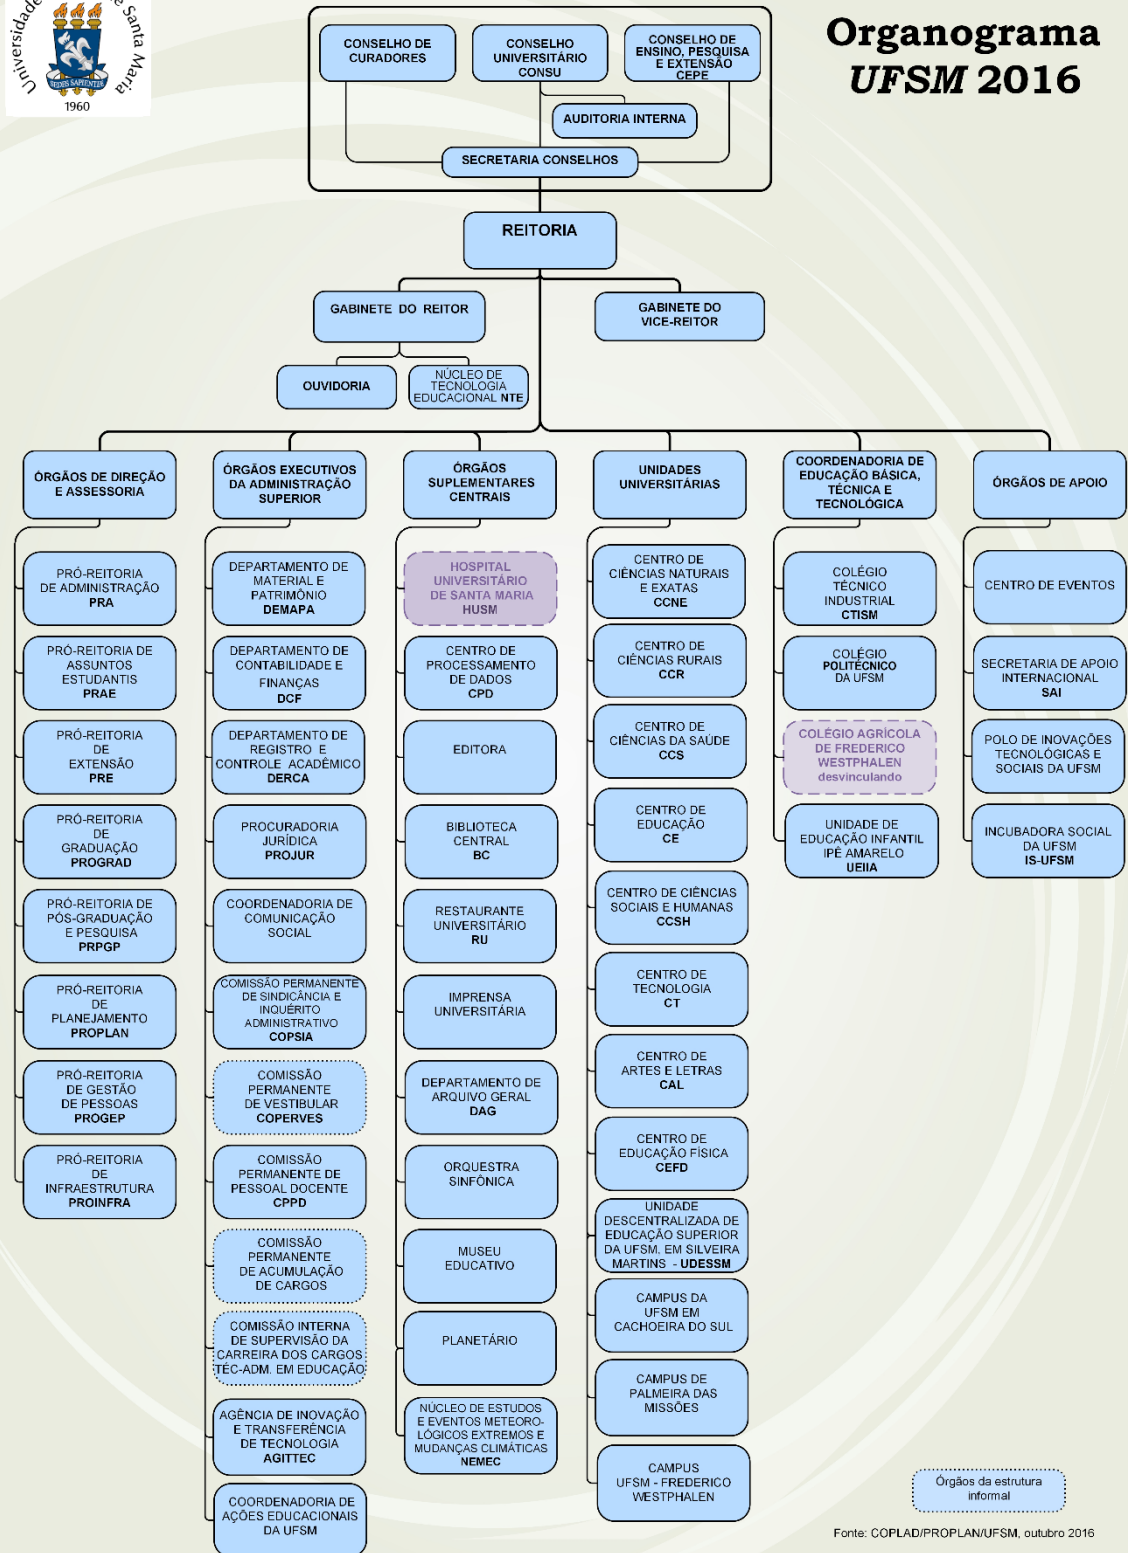 Universidade
de Santa Maria
SEDES SAPIENTIAE
1960
Organograma
UFSM 2016
CONSELHO DE
CURADORES
CONSELHO
UNIVERSITÁRIO
CONSU
CONSELHO DE
ENSINO, PESQUISA
E EXTENSÃO
CEPE
AUDITORIA INTERNA
SECRETARIA CONSELHOS
REITORIA
GABINETE DO REITOR
GABINETE DO
VICE-REITOR
OUVIDORIA
NÚCLEO DE
TECNOLOGIA
EDUCACIONAL NTE
ÓRGÃOS DE DIREÇÃO
E ASSESSORIA
PRÓ-REITORIA
DE ADMINISTRAÇÃO
PRA
PRÓ-REITORIA DE
ASSUNTOS
ESTUDANTIS
PRAE
PRÓ-REITORIA
DE
EXTENSÃO
PRE
PRÓ-REITORIA
DE
GRADUAÇÃO
PROGRAD
PRÓ-REITORIA DE
PÓS-GRADUAÇÃO
E PESQUISA
PRPGP
PRÓ-REITORIA
DE
PLANEJAMENTO
PROPLAN
PRÓ-REITORIA
DE GESTÃO
DE PESSOAS
PROGEP
PRÓ-REITORIA
DE
INFRAESTRUTURA
PROINFRA
ÓRGÃOS EXECUTIVOS
DA ADMINISTRAÇÃO
SUPERIOR
DEPARTAMENTO DE
MATERIAL E
PATRIMÔNIO
DEMAPA
DEPARTAMENTO DE
CONTABILIDADE E
FINANÇAS
DCF
DEPARTAMENTO DE
REGISTRO E
CONTROLE ACADÊMICO
DERCA
PROCURADORIA
JURÍDICA
PROJUR
COORDENADORIA DE
COMUNICAÇÃO
SOCIAL
COMISSÃO PERMANENTE
DE SINDICÂNCIA E
INQUÉRITO
ADMINISTRATIVO
COPSIA
COMISSÃO
PERMANENTE
DE VESTIBULAR
COPERVES
COMISSÃO
PERMANENTE DE
PESSOAL DOCENTE
CPPD
COMISSÃO
PERMANENTE
DE ACUMULAÇÃO
DE CARGOS
COMISSÃO INTERNA
DE SUPERVISÃO DA
CARREIRA DOS CARGOS
TÉC-ADM. EM EDUCAÇÃO
AGÊNCIA DE INOVAÇÃO
E TRANSFERÊNCIA
DE TECNOLOGIA
AGITTEC
COORDENADORIA DE
AÇÕES EDUCACIONAIS
DA UFSM
ÓRGÃOS
SUPLEMENTARES
CENTRAIS
HOSPITAL
UNIVERSITÁRIO
DE SANTA MARIA
HUSM
CENTRO DE
PROCESSAMENTO
DE DADOS
CPD
EDITORA
BIBLIOTECA
CENTRAL
BC
RESTAURANTE
UNIVERSITÁRIO
RU
IMPRENSA
UNIVERSITÁRIA
DEPARTAMENTO DE
ARQUIVO GERAL
DAG
ORQUESTRA
SINFÔNICA
MUSEU
EDUCATIVO
PLANETÁRIO
NÚCLEO DE ESTUDOS
E EVENTOS METEORO-
LÓGICOS EXTREMOS E
MUDANÇAS CLIMÁTICAS
NEMEC
UNIDADES
UNIVERSITÁRIAS
CENTRO DE
CIÊNCIAS NATURAIS
E EXATAS
CCNE
CENTRO DE
CIÊNCIAS RURAIS
CCR
CENTRO DE
CIÊNCIAS DA SAÚDE
CCS
CENTRO DE
EDUCAÇÃO
CE
CENTRO DE CIÊNCIAS
SOCIAIS E HUMANAS
CCSH
CENTRO DE
TECNOLOGIA
CT
CENTRO DE
ARTES E LETRAS
CAL
CENTRO DE
EDUCAÇÃO FÍSICA
CEFD
UNIDADE
DESCENTRALIZADA DE
EDUCAÇÃO SUPERIOR
DA UFSM, EM SILVEIRA
MARTINS - UDESSM
CAMPUS DA
UFSM EM
CACHOEIRA DO SUL
CAMPUS DE
PALMEIRA DAS
MISSÕES
CAMPUS
UFSM - FREDERICO
WESTPHALEN
COORDENADORIA DE
EDUCAÇÃO BÁSICA,
TÉCNICA E
TECNOLÓGICA
COLÉGIO
TÉCNICO
INDUSTRIAL
CTISM
COLÉGIO
POLITÉCNICO
DA UFSM
COLÉGIO AGRÍCOLA
DE FREDERICO
WESTPHALEN
desvinculando
UNIDADE DE
EDUCAÇÃO INFANTIL
IPÊ AMARELO
UEIIA
ÓRGÃOS DE APOIO
CENTRO DE EVENTOS
SECRETARIA DE APOIO
INTERNACIONAL
SAI
POLO DE INOVAÇÕES
TECNOLÓGICAS E
SOCIAIS DA UFSM
INCUBADORA SOCIAL
DA UFSM
IS-UFSM
Órgãos da estrutura
informal
Fonte: COPLAD/PROPLAN/UFSM, outubro 2016